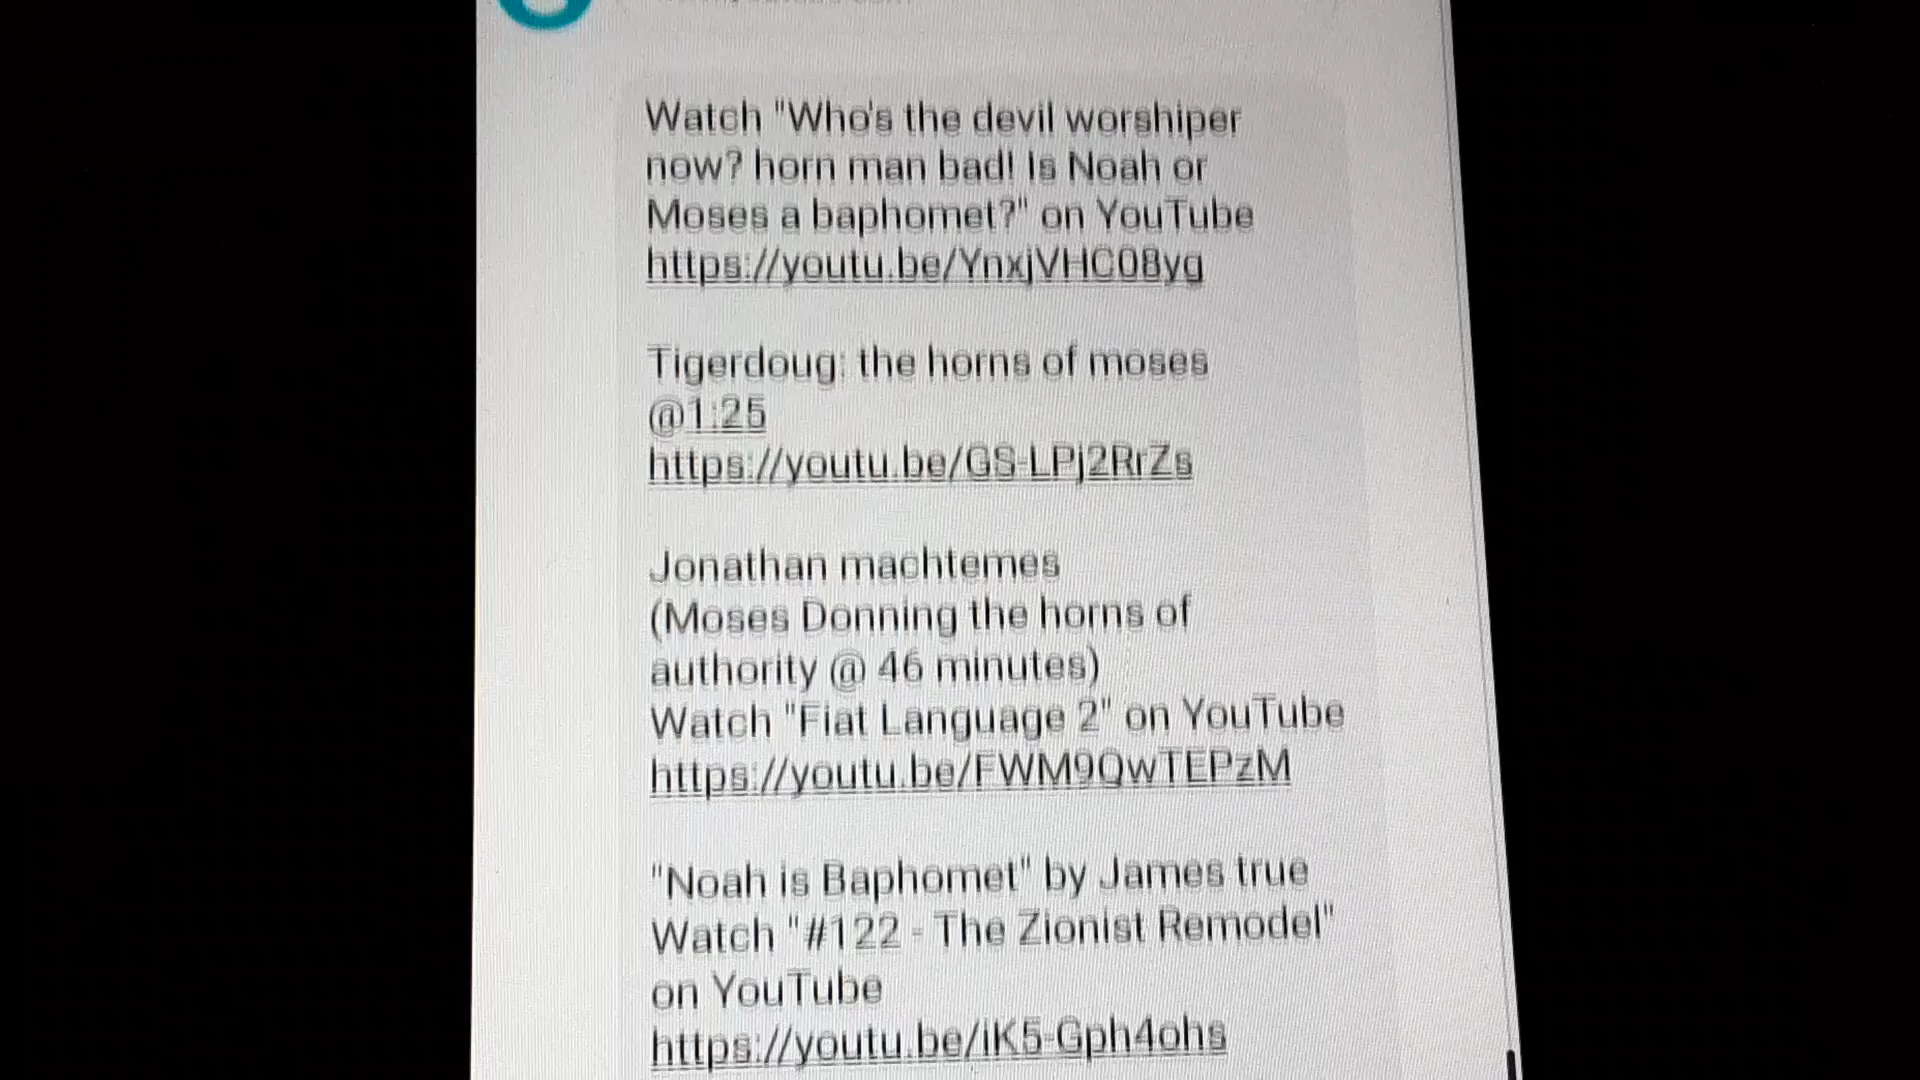 Watch "Who's the devil worshiper
now? horn man bad! Is Noah or
Moses a baphomet?" on YouTube
https://youtu.be/YnxjVHC08yg
Tigerdoug: the horns of moses
@1:25
https://youtu.be/GS-LPj2RrZs
Jonathan machtemes
(Moses Donning the horns of
authority @ 46 minutes)
Watch "Fiat Language 2" on YouTube
https://youtu.be/FWM9QwTEPzM
"Noah is Baphomet" by James true
Watch "#122 - The Zionist Remodel"
on YouTube
https://youtu.be/iK5-Gph4ohs